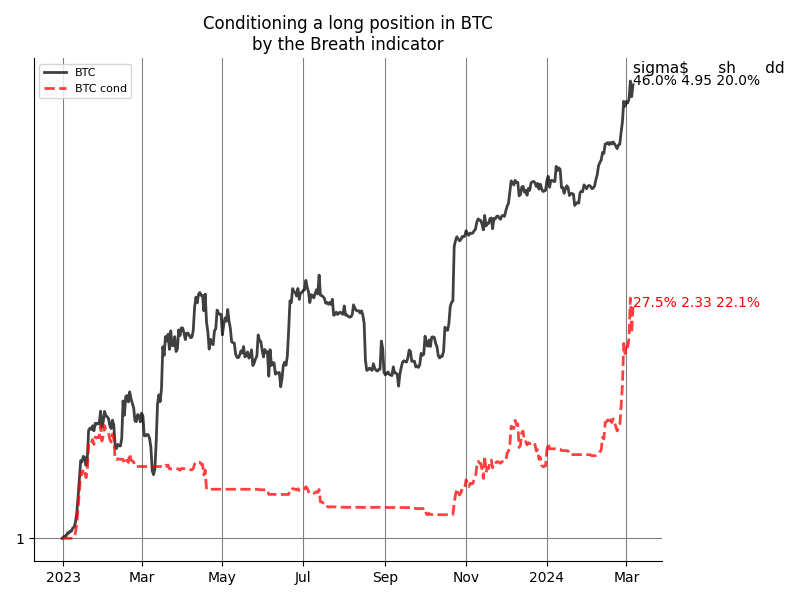 Conditioning a long position in BTC
by the Breath indicator
BTC
BTC cond
sigma$ sh dd
46.0% 4.95 20.0%
27.5% 2.33 22.1%
1
2023 Mar May Jul Sep Nov 2024 Mar